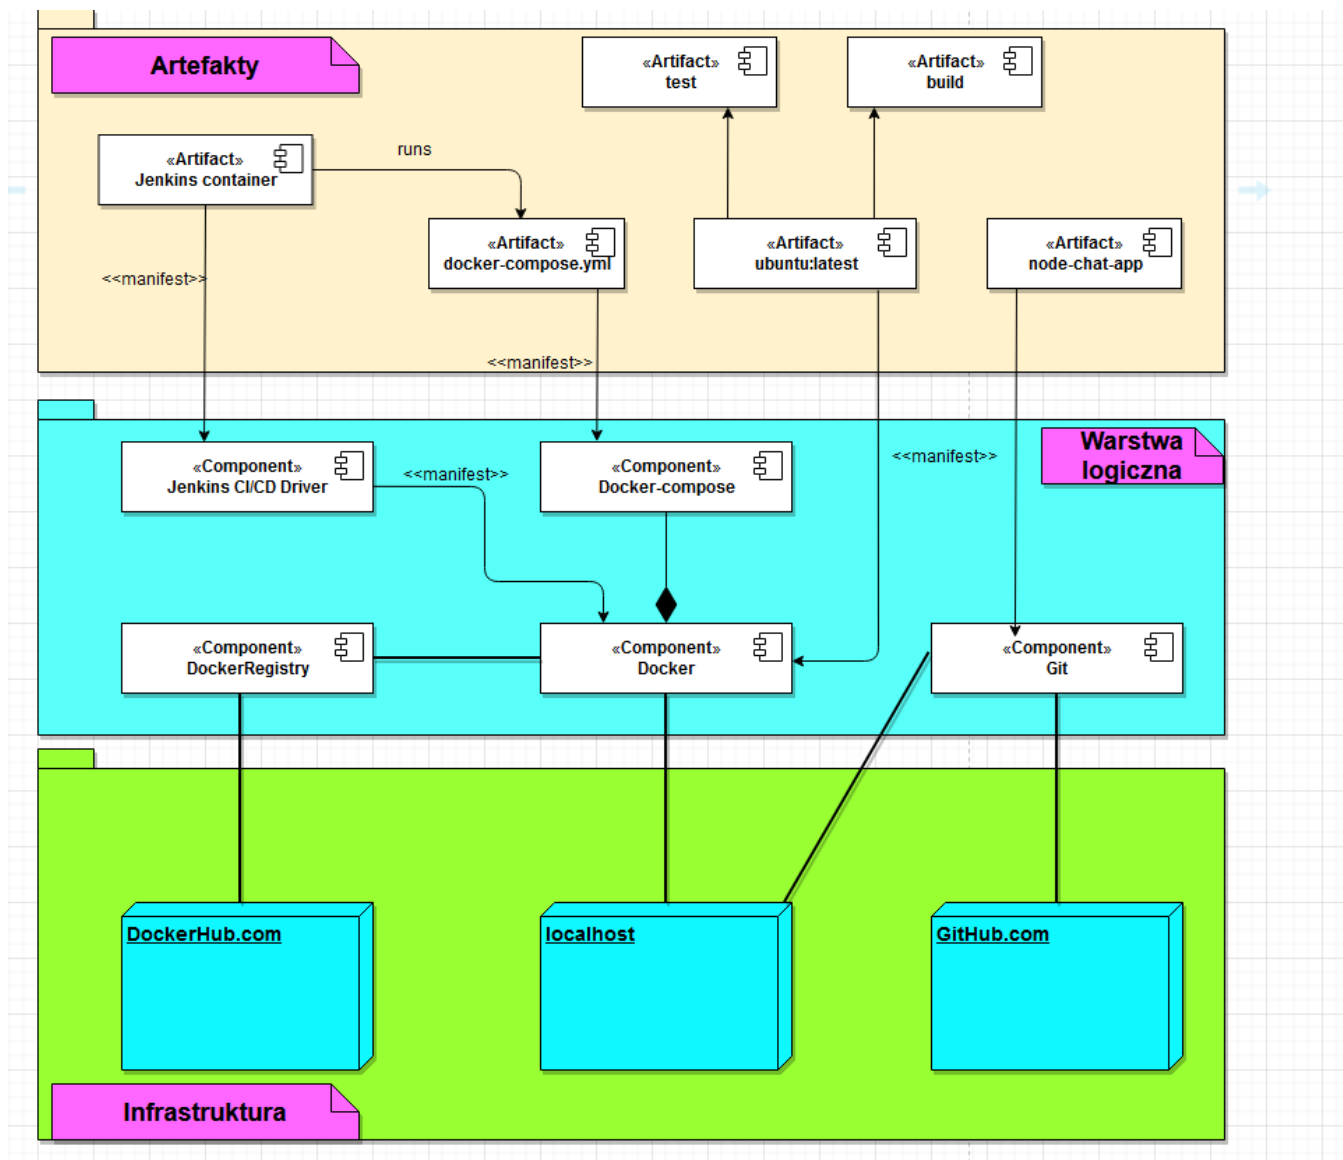 Artefakty
«Artifact»
test
«Artifact»
build
«Artifact»
Jenkins container
runs
«Artifact»
docker-compose.yml
«Artifact»
ubuntu:latest
«Artifact»
node-chat-app
<<manifest>>
<<manifest>>
Warstwa
logiczna
«Component»
Jenkins CI/CD Driver
<<manifest>>
«Component»
Docker-compose
<<manifest>>
«Component»
DockerRegistry
«Component»
Docker
«Component»
Git
DockerHub.com
localhost
GitHub.com
Infrastruktura